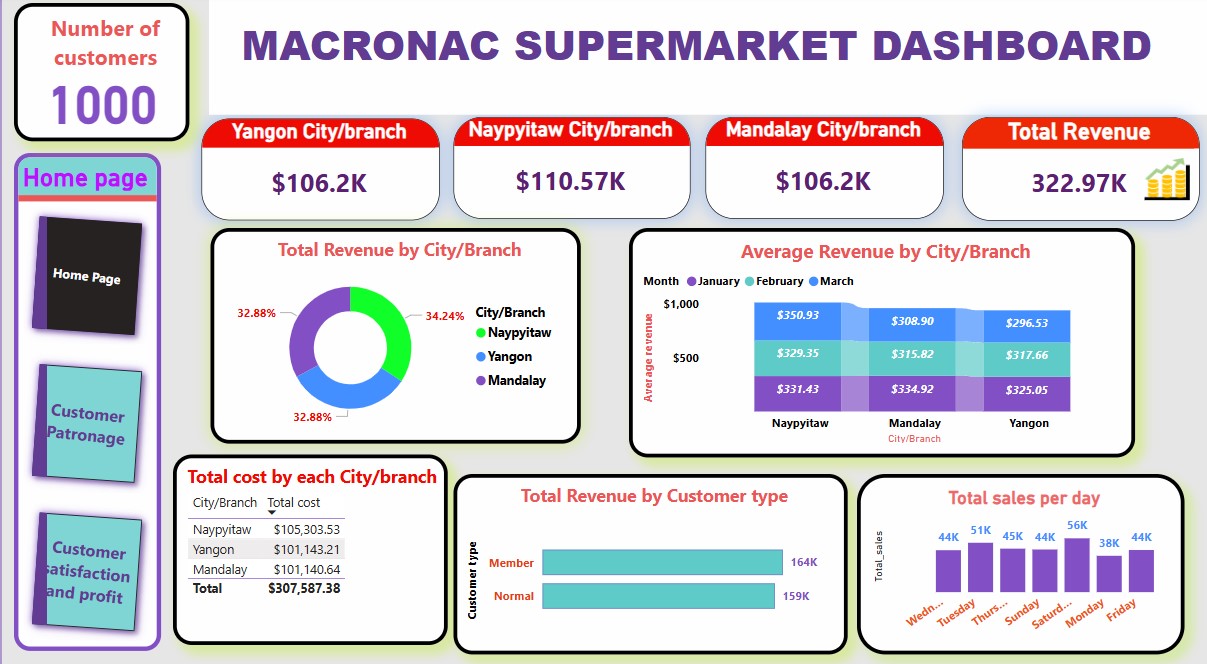 Number of
customers
1000
MACRONAC SUPERMARKET DASHBOARD
Yangon City/branch
$106.2K
Naypyitaw City/branch
$110.57K
Mandalay City/branch
$106.2K
Total Revenue
322.97K
Home page
Home Page
Customer
Patronage
Customer
satisfaction
and profit
Total Revenue by City/Branch
32.88%
34.24%
32.88%
City/Branch
Naypyitaw
Yangon
Mandalay
Average Revenue by City/Branch
Month January February March
Average revenue
$1,000
$500
$350.93 $308.90 $296.53
$329.35 $315.82 $317.66
$331.43 $334.92 $325.05
Naypyitaw Mandalay Yangon
City/Branch
Total cost by each City/branch
City/Branch Total cost
Naypyitaw $105,303.53
Yangon $101,143.21
Mandalay $101,140.64
Total $307,587.38
Total Revenue by Customer type
Customer type
Member 164K
Normal 159K
Total sales per day
Total_sales
44K 51K 45K 44K 56K 38K 44K
Wedn... Tuesday Thurs... Sunday Saturd... Monday Friday